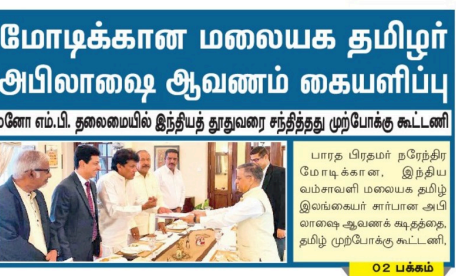 மோடிக்கான மலையக தமிழர்
அபிலாஷை ஆவணம் கையளிப்பு
மனோ எம்.பி. தலைமையில் இந்தியத் தூதுவரை சந்தித்தது முற்போக்கு கூட்டணி
பாரத பிரதமர் நரேந்திர
மோடிக்கான, இந்திய
வம்சாவளி மலையக தமிழ்
இலங்கையர் சார்பான அபி
லாஷை ஆவணக் கடிதத்தை,
தமிழ் முற்போக்கு கூட்டணி,
02 பக்கம்